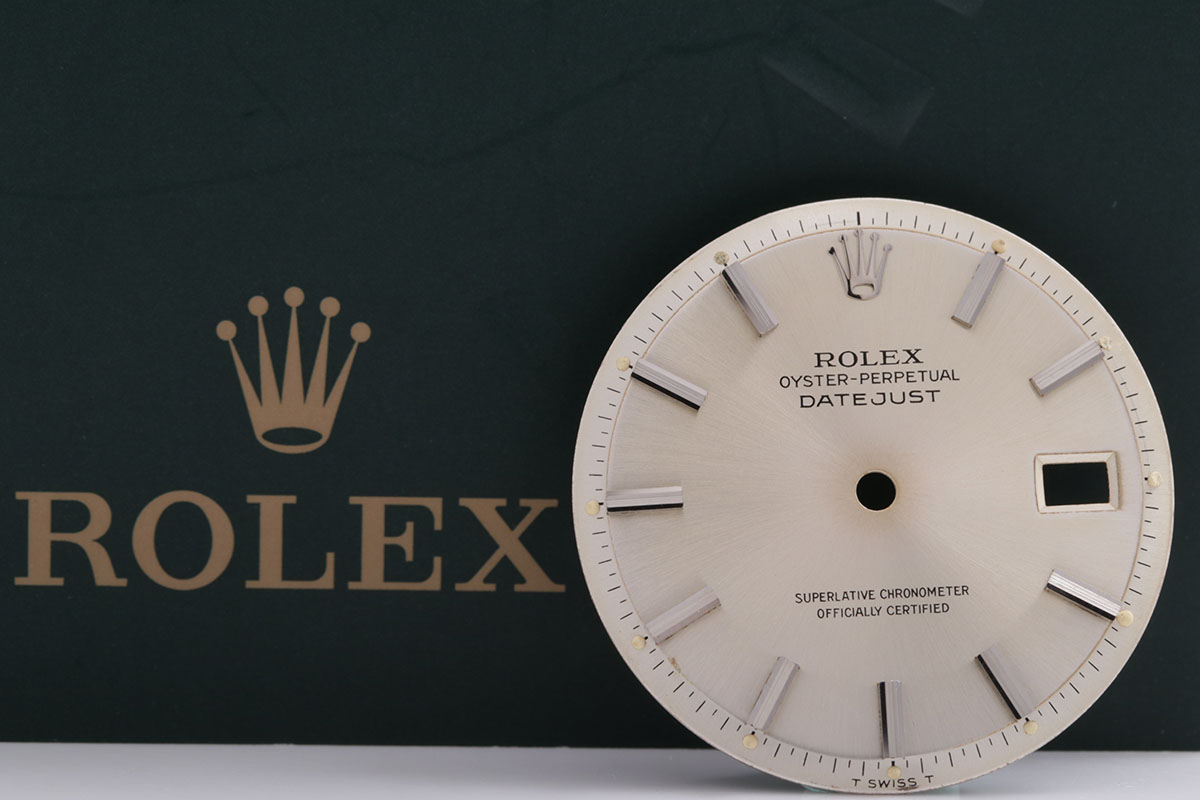 ROLEX
ROLEX
OYSTER-PERPETUAL
DATEJUST
SUPERLATIVE CHRONOMETER
OFFICIALLY CERTIFIED
T SWISS T